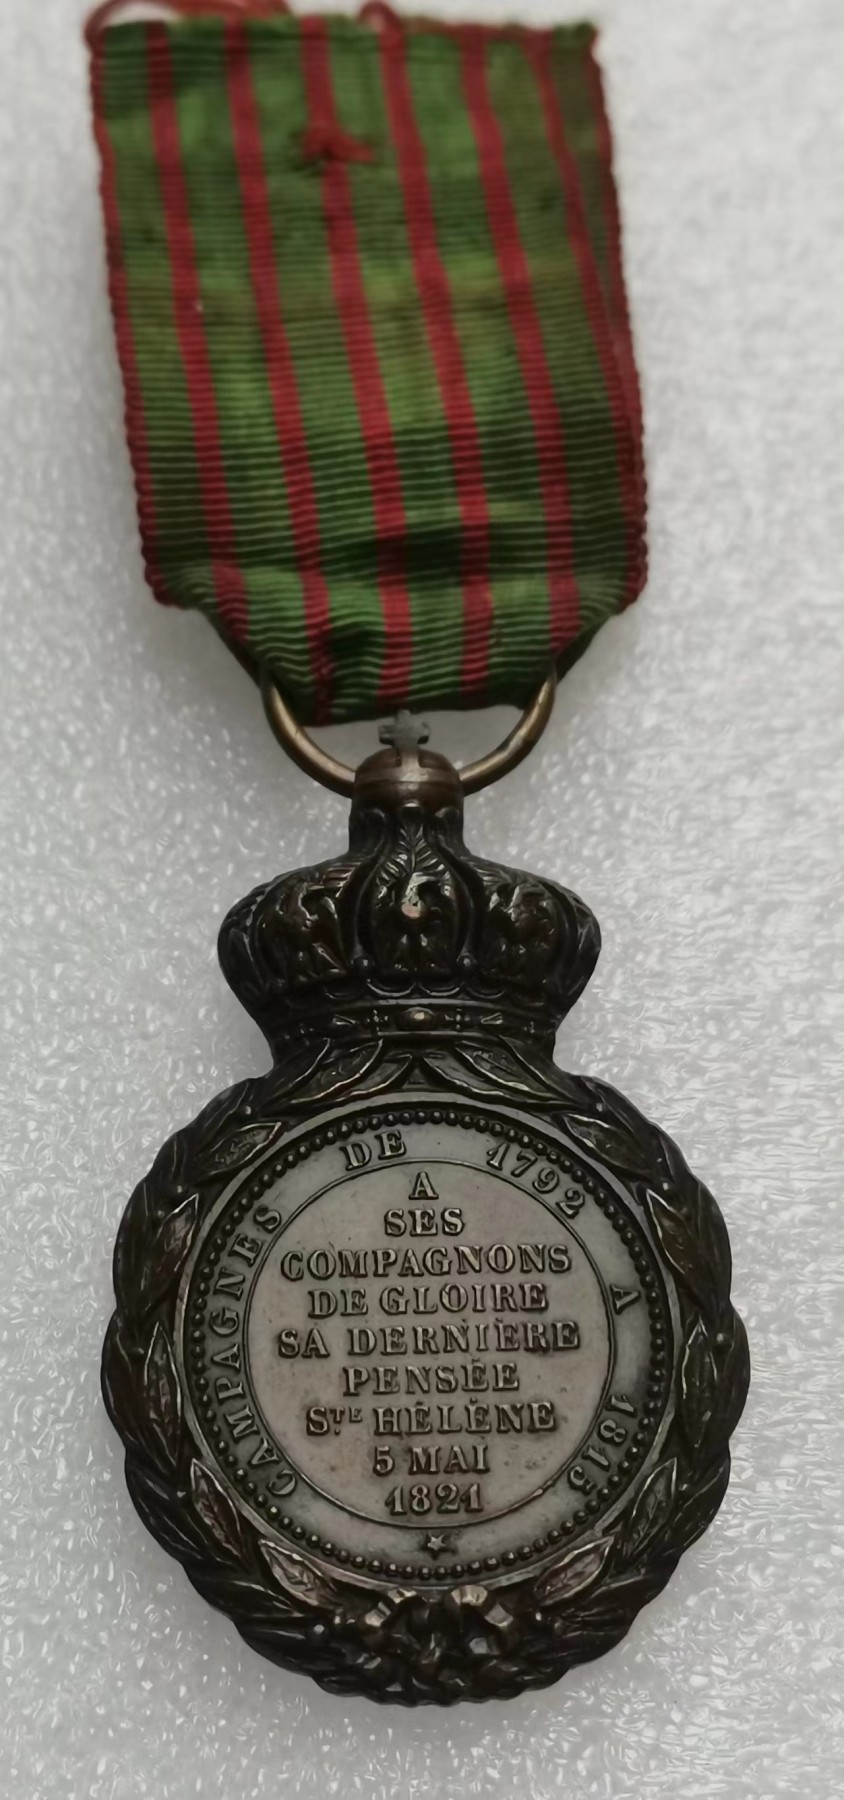 CAMPAGNES DE 1792 A 1815
A
SES
COMPAGNONS
DE GLOIRE
SA DERNIÈRE
PENSÉE
STE HÉLÈNE
5 MAI
1821